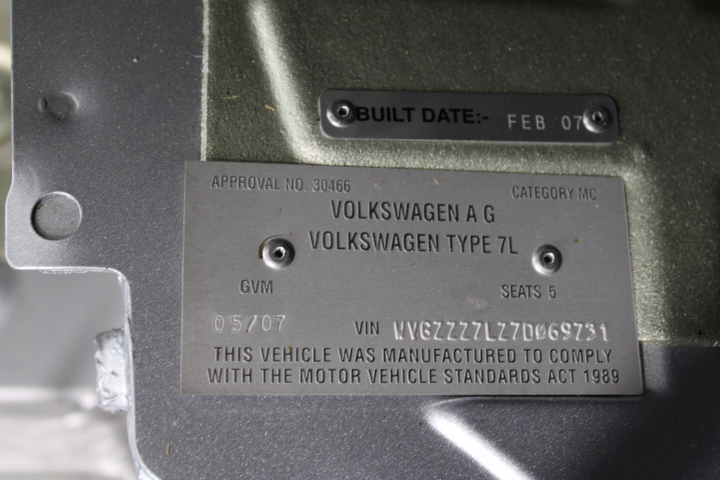 BUILT DATE:- FEB 07
APPROVAL NO. 30466 CATEGORY MC
VOLKSWAGEN A G
VOLKSWAGEN TYPE 7L
GVM SEATS 5
05/07 VIN WVGZZZ7LZ7D069731
THIS VEHICLE WAS MANUFACTURED TO COMPLY
WITH THE MOTOR VEHICLE STANDARDS ACT 1989